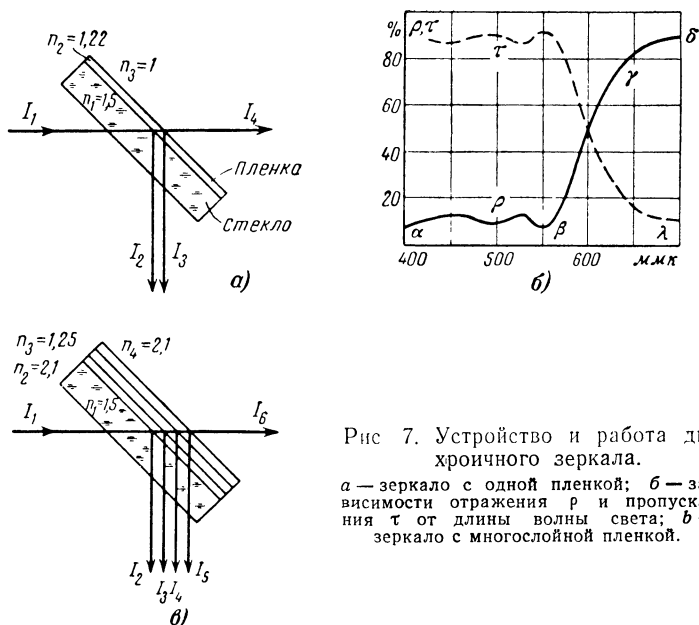 a)
n₂=1,22
n₃=1
n₁=1,5
I₁
I₄
Пленка
Стекло
I₂ I₃
% ρ,τ
80
60
40
20
τ
ρ
α
β
γ
δ
λ
400 500 600 ммк
б)
n₃=1,25
n₂=2,1
n₄=2,1
n₁=1,5
I₁
I₆
I₂ I₃ I₄ I₅
в)
Рис 7. Устройство и работа ди
хроичного зеркала.
а — зеркало с одной пленкой; б — за
висимости отражения ρ и пропуска
ния τ от длины волны света; b –
зеркало с многослойной пленкой.